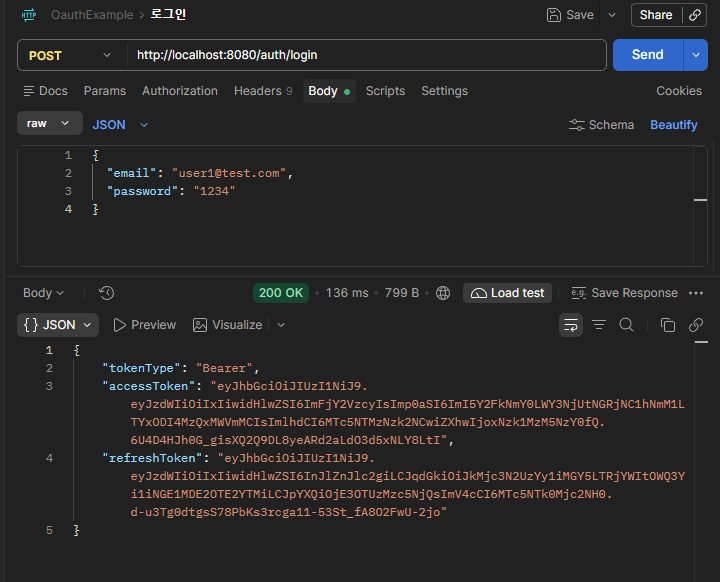 HTTP OauthExample > 로그인 Save Share
POST http://localhost:8080/auth/login Send
Docs Params Authorization Headers 9 Body Scripts Settings Cookies
raw JSON Schema Beautify
1 {
2 "email": "user1@test.com",
3 "password": "1234"
4 }
Body 200 OK • 136 ms • 799 B • Load test e.g. Save Response
{} JSON Preview Visualize
1 {
2 "tokenType": "Bearer",
3 "accessToken": "eyJhbGciOiJIUzI1NiJ9.
eyJzdWIiOiIxIiwidHlwZSI6ImFjY2VzcyIsImp0aSI6ImI5Y2FkNmY0LWY3NjUtNGRjNC1hNmM1L
TYxODI4MzQxMWVmMCIsImlhdCI6MTc5NTMzNzk2NCwiZXhwIjoxNzk1MzM5NzY0fQ.
6U4D4HJh0G_gisXQ2Q9DL8yeARd2aLdO3d5xNLY8LtI",
4 "refreshToken": "eyJhbGciOiJIUzI1NiJ9.
eyJzdWIiOiIxIiwidHlwZSI6InJlZnJlc2giLCJqdGkiOiJkMjc3N2UzYy1iMGY5LTRjYWItOWQ3Y
i1iNGE1MDE2OTE2YTMiLCJpYXQiOjE3OTUzMzc5NjQsImV4cCI6MTc5NTk0Mjc2NH0.
d-u3Tg0dtgsS78PbKs3rcga11-53St_fA8O2FwU-2jo"
5 }